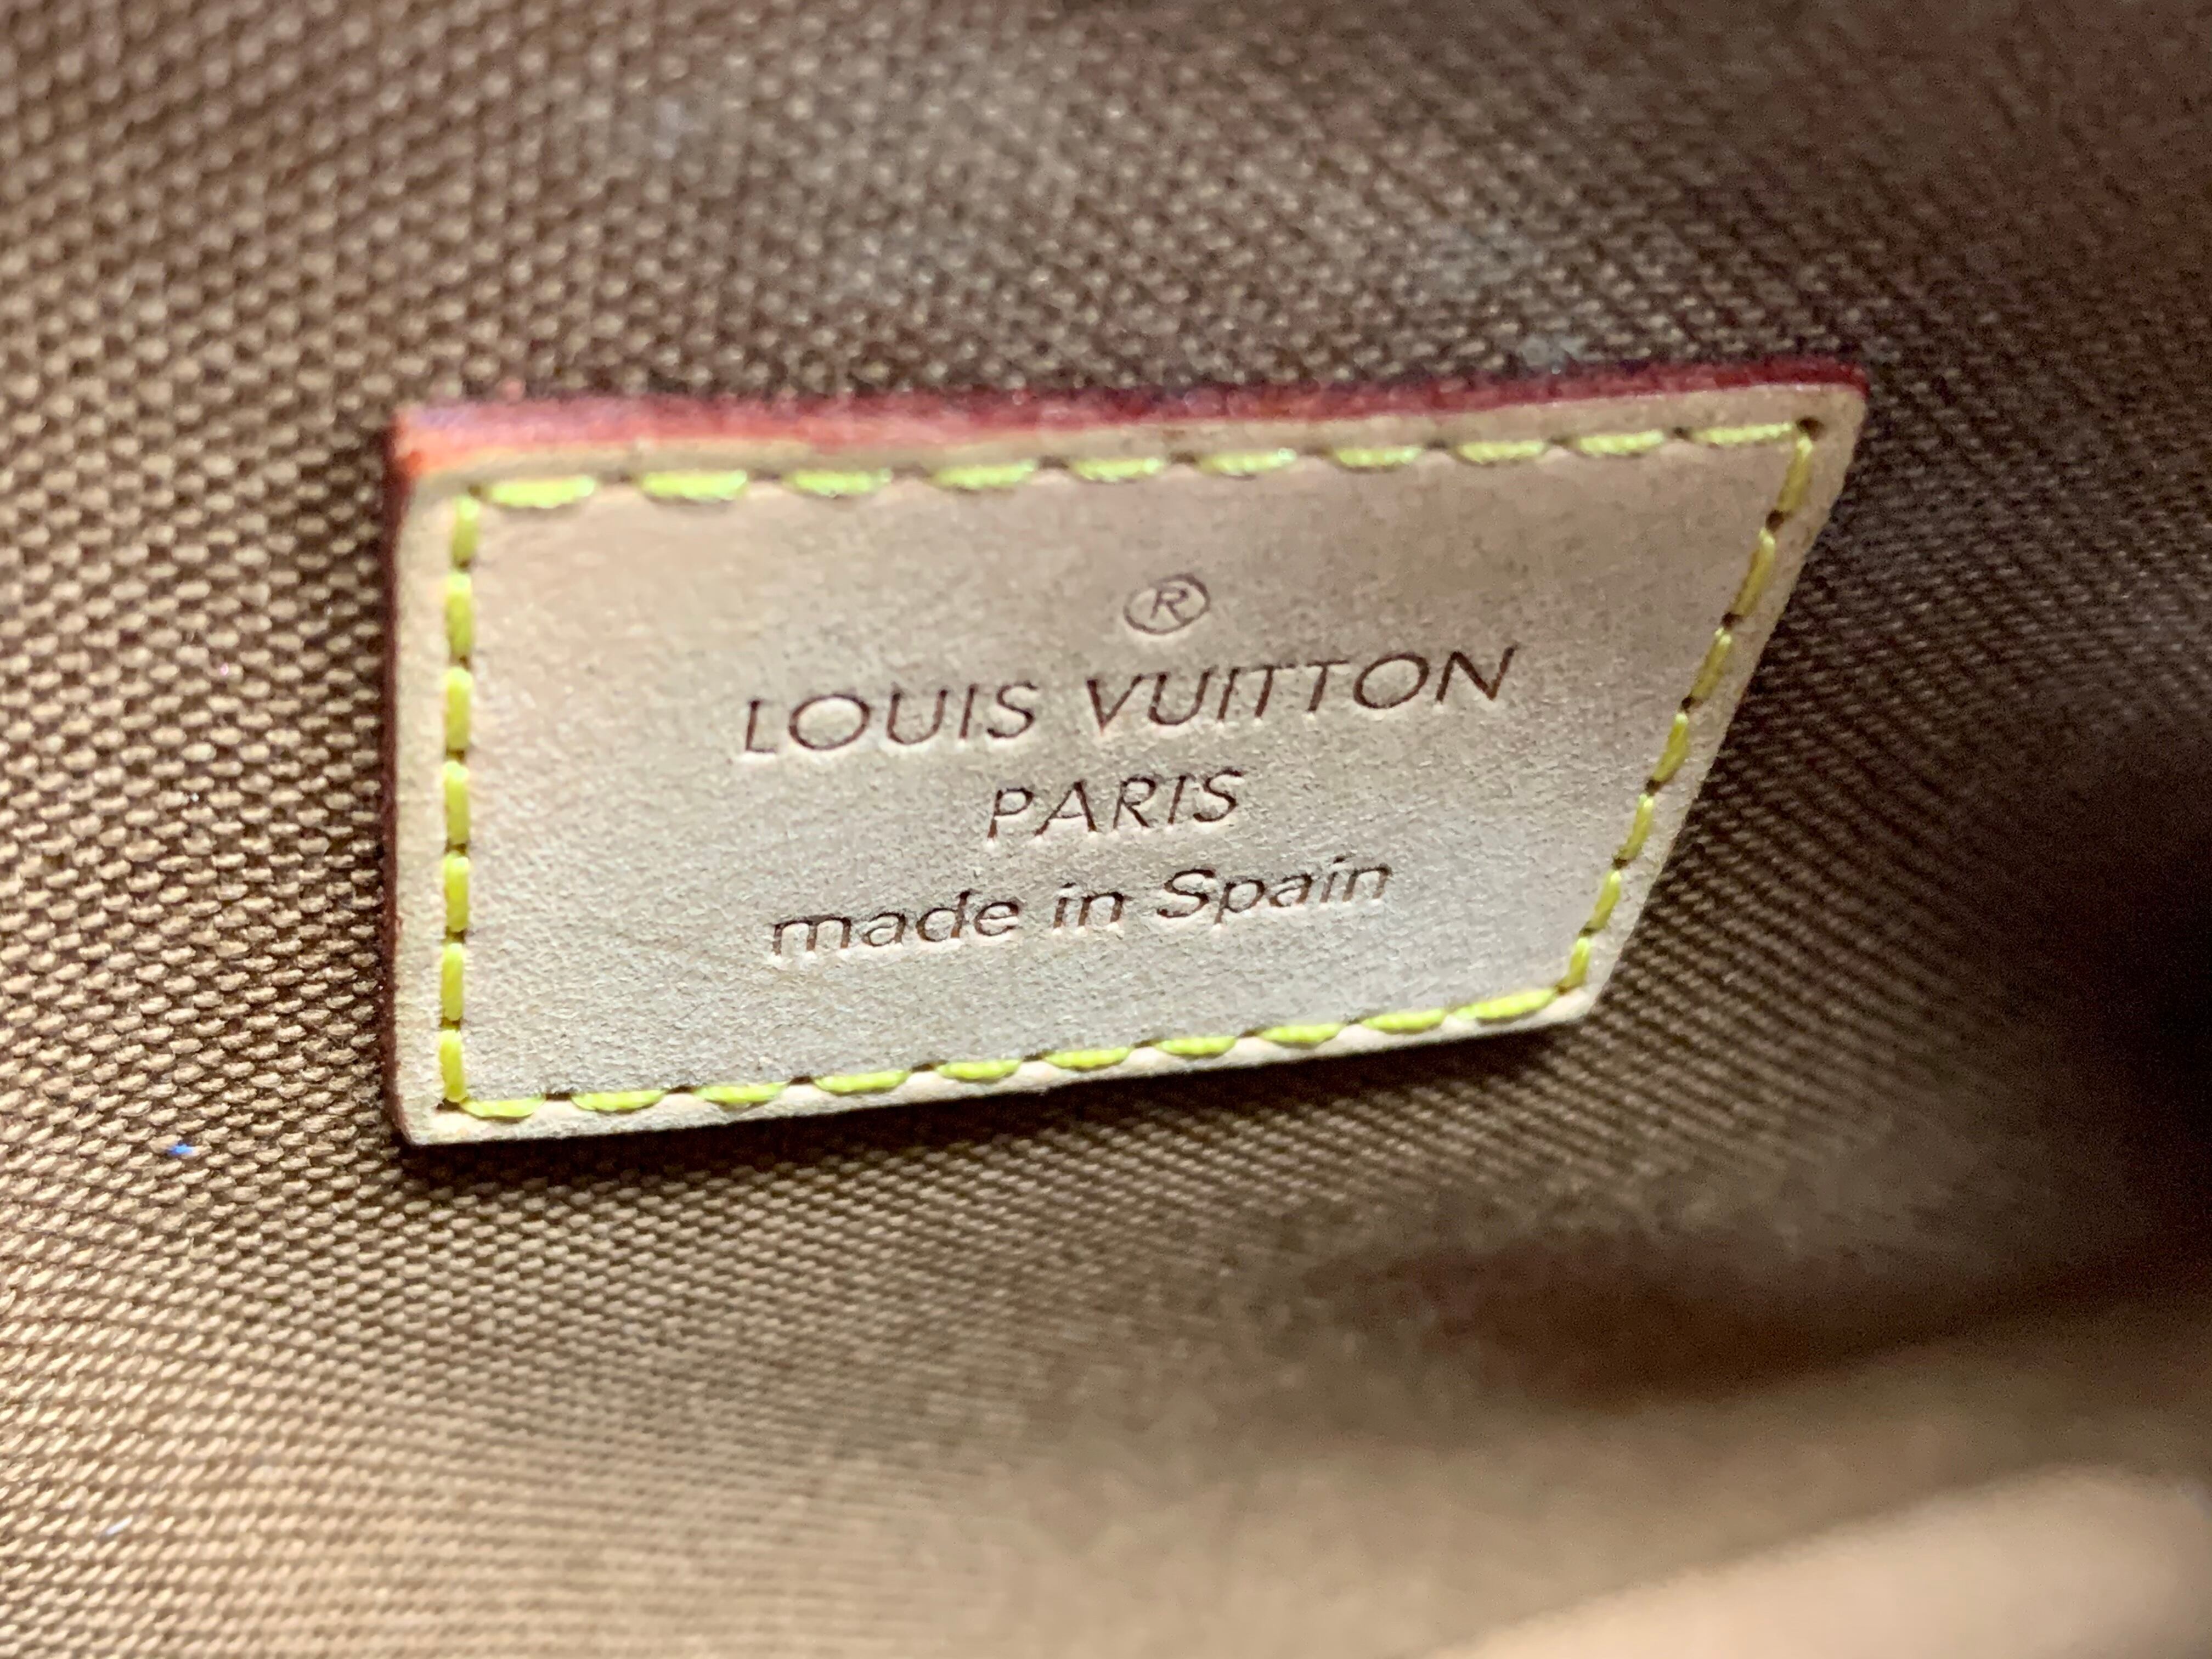 ®
LOUIS VUITTON
PARIS
made in Spain